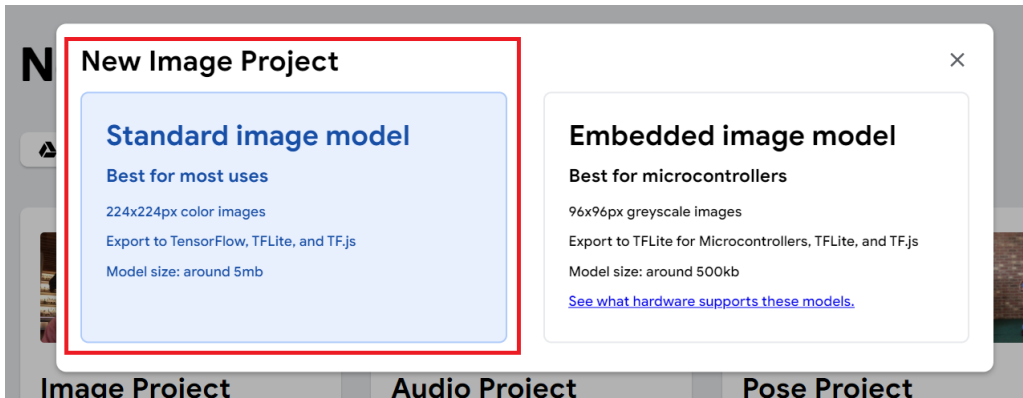 N
New Image Project
Standard image model
Best for most uses
224x224px color images
Export to TensorFlow, TFLite, and TF.js
Model size: around 5mb
Embedded image model
Best for microcontrollers
96x96px greyscale images
Export to TFLite for Microcontrollers, TFLite, and TF.js
Model size: around 500kb
See what hardware supports these models.
Image Project
Audio Project
Pose Project